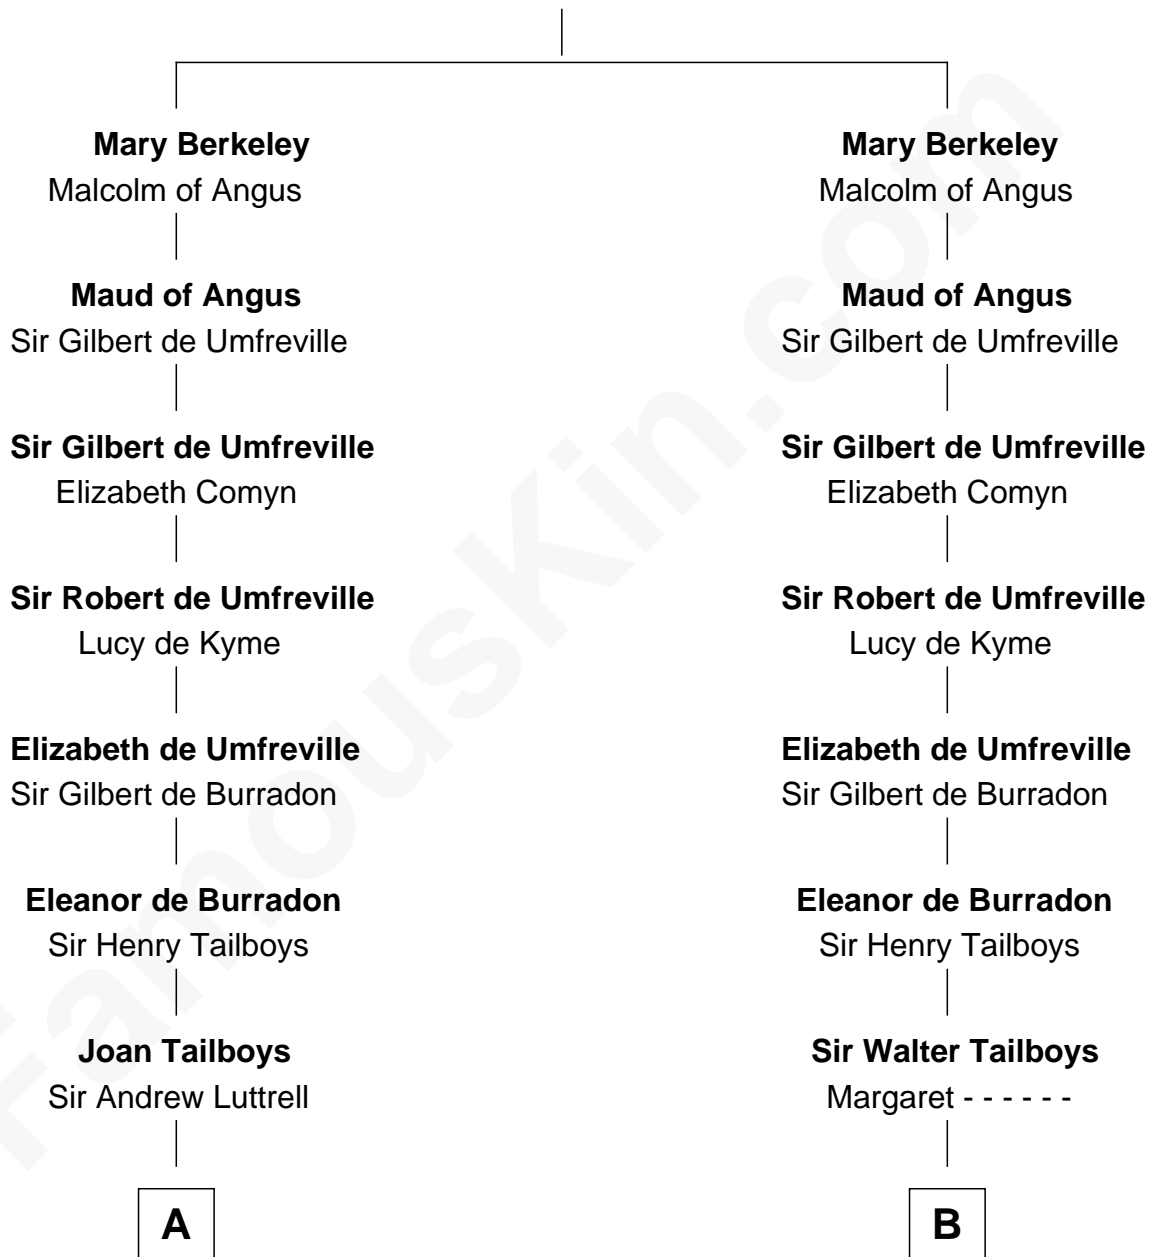 Mary Berkeley
Malcolm of Angus
Maud of Angus
Sir Gilbert de Umfreville
Sir Gilbert de Umfreville
Elizabeth Comyn
Sir Robert de Umfreville
Lucy de Kyme
Elizabeth de Umfreville
Sir Gilbert de Burradon
Eleanor de Burradon
Sir Henry Tailboys
Joan Tailboys
Sir Andrew Luttrell
A
Mary Berkeley
Malcolm of Angus
Maud of Angus
Sir Gilbert de Umfreville
Sir Gilbert de Umfreville
Elizabeth Comyn
Sir Robert de Umfreville
Lucy de Kyme
Elizabeth de Umfreville
Sir Gilbert de Burradon
Eleanor de Burradon
Sir Henry Tailboys
Sir Walter Tailboys
Margaret - - - - - -
B
FamousKin.com